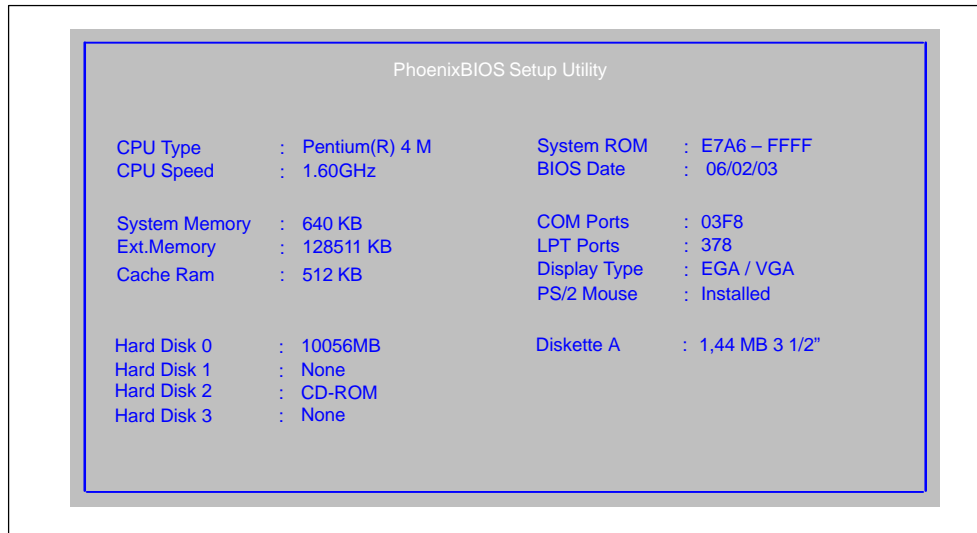 PhoenixBIOS Setup Utility
CPU Type : Pentium(R) 4 M System ROM : E7A6 – FFFF
CPU Speed : 1.60GHz BIOS Date : 06/02/03
System Memory : 640 KB COM Ports : 03F8
Ext.Memory : 128511 KB LPT Ports : 378
Cache Ram : 512 KB Display Type : EGA / VGA
PS/2 Mouse : Installed
Hard Disk 0 : 10056MB Diskette A : 1,44 MB 3 1/2”
Hard Disk 1 : None
Hard Disk 2 : CD-ROM
Hard Disk 3 : None